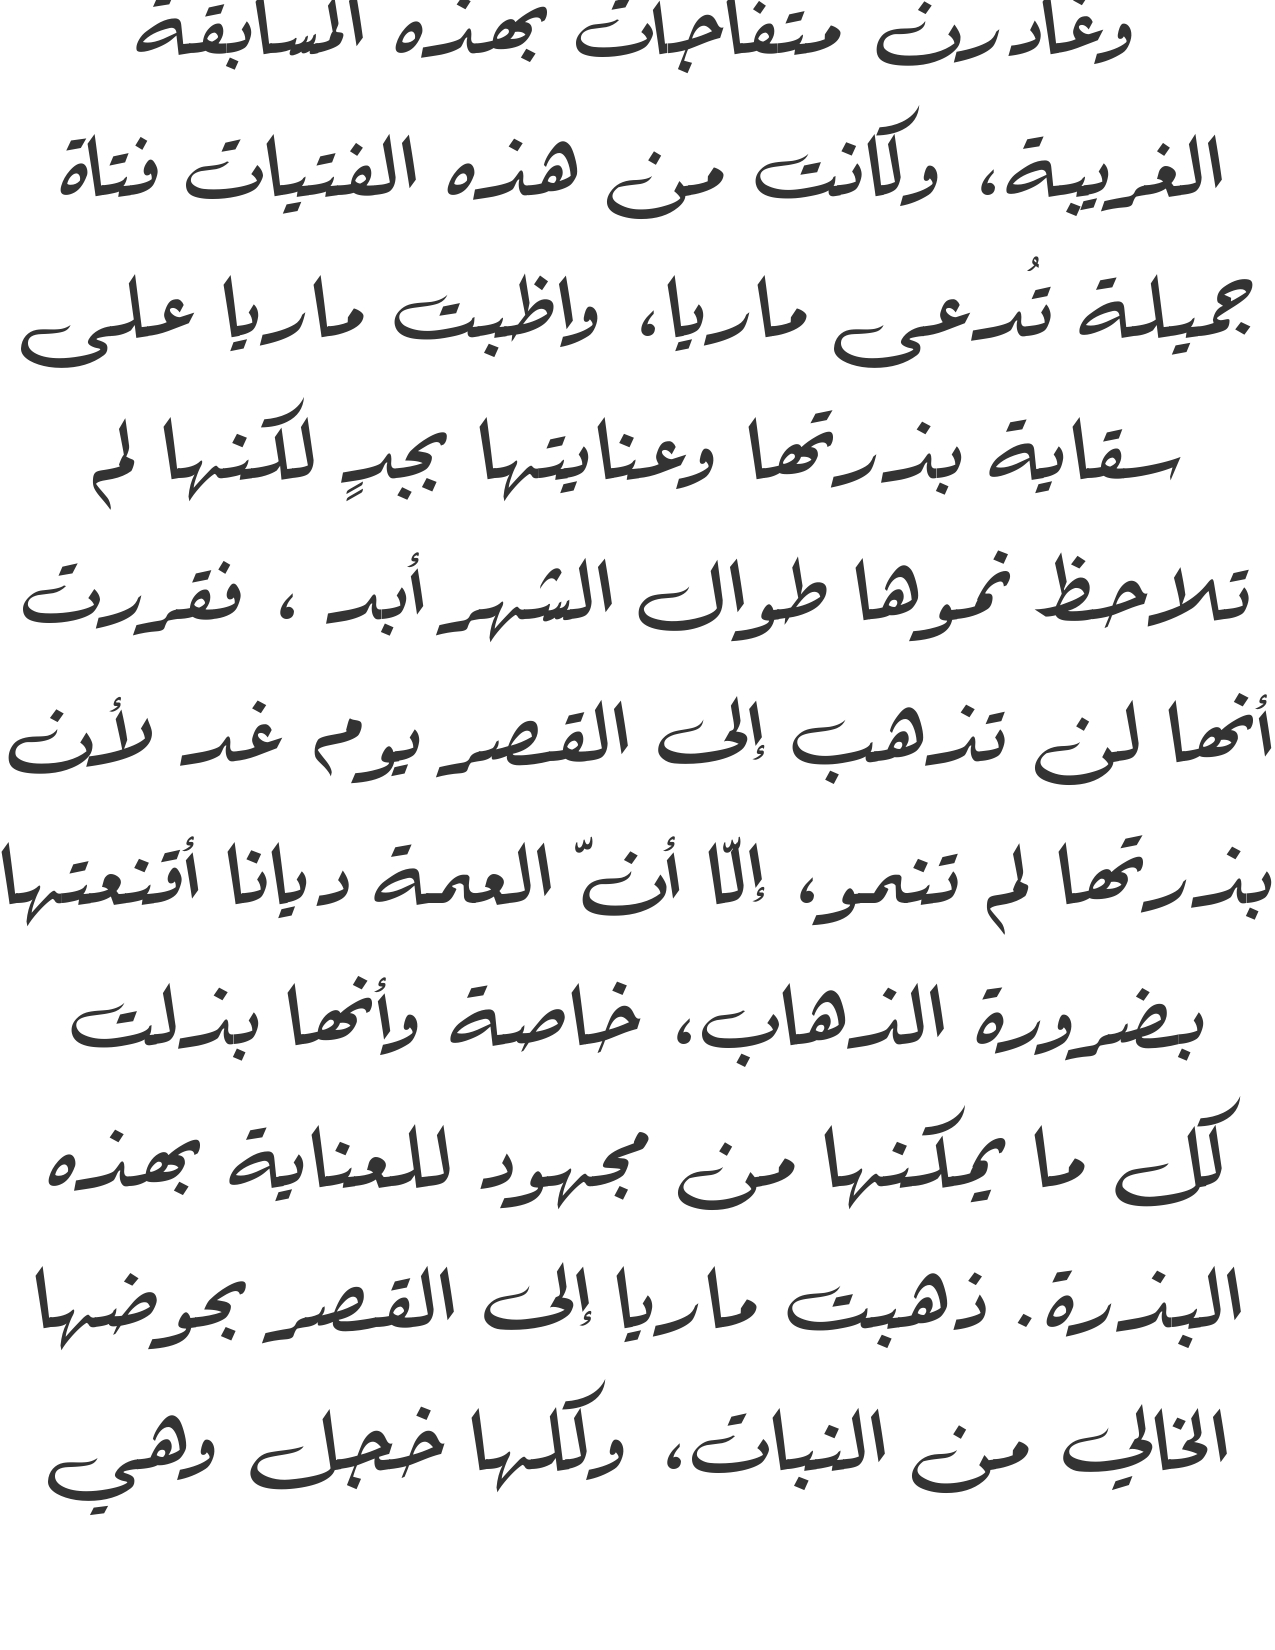 وغادرن متفاجئات بهذه المسابقة
الغريبة، وكانت من هذه الفتيات فتاة
جميلة تُدعى ماريا، واظبت ماريا على
سقاية بذرتها وعنايتها بجدٍ لكنها لم
تلاحظ نموها طوال الشهر أبد ، فقررت
أنها لن تذهب إلى القصر يوم غد لأن
بذرتها لم تنمو، إلّا أنّ العمة ديانا أقنعتها
بضرورة الذهاب، خاصة وأنها بذلت
كل ما يمكنها من مجهود للعناية بهذه
البذرة. ذهبت ماريا إلى القصر بحوضها
الخالي من النبات، وكلها خجل وهي